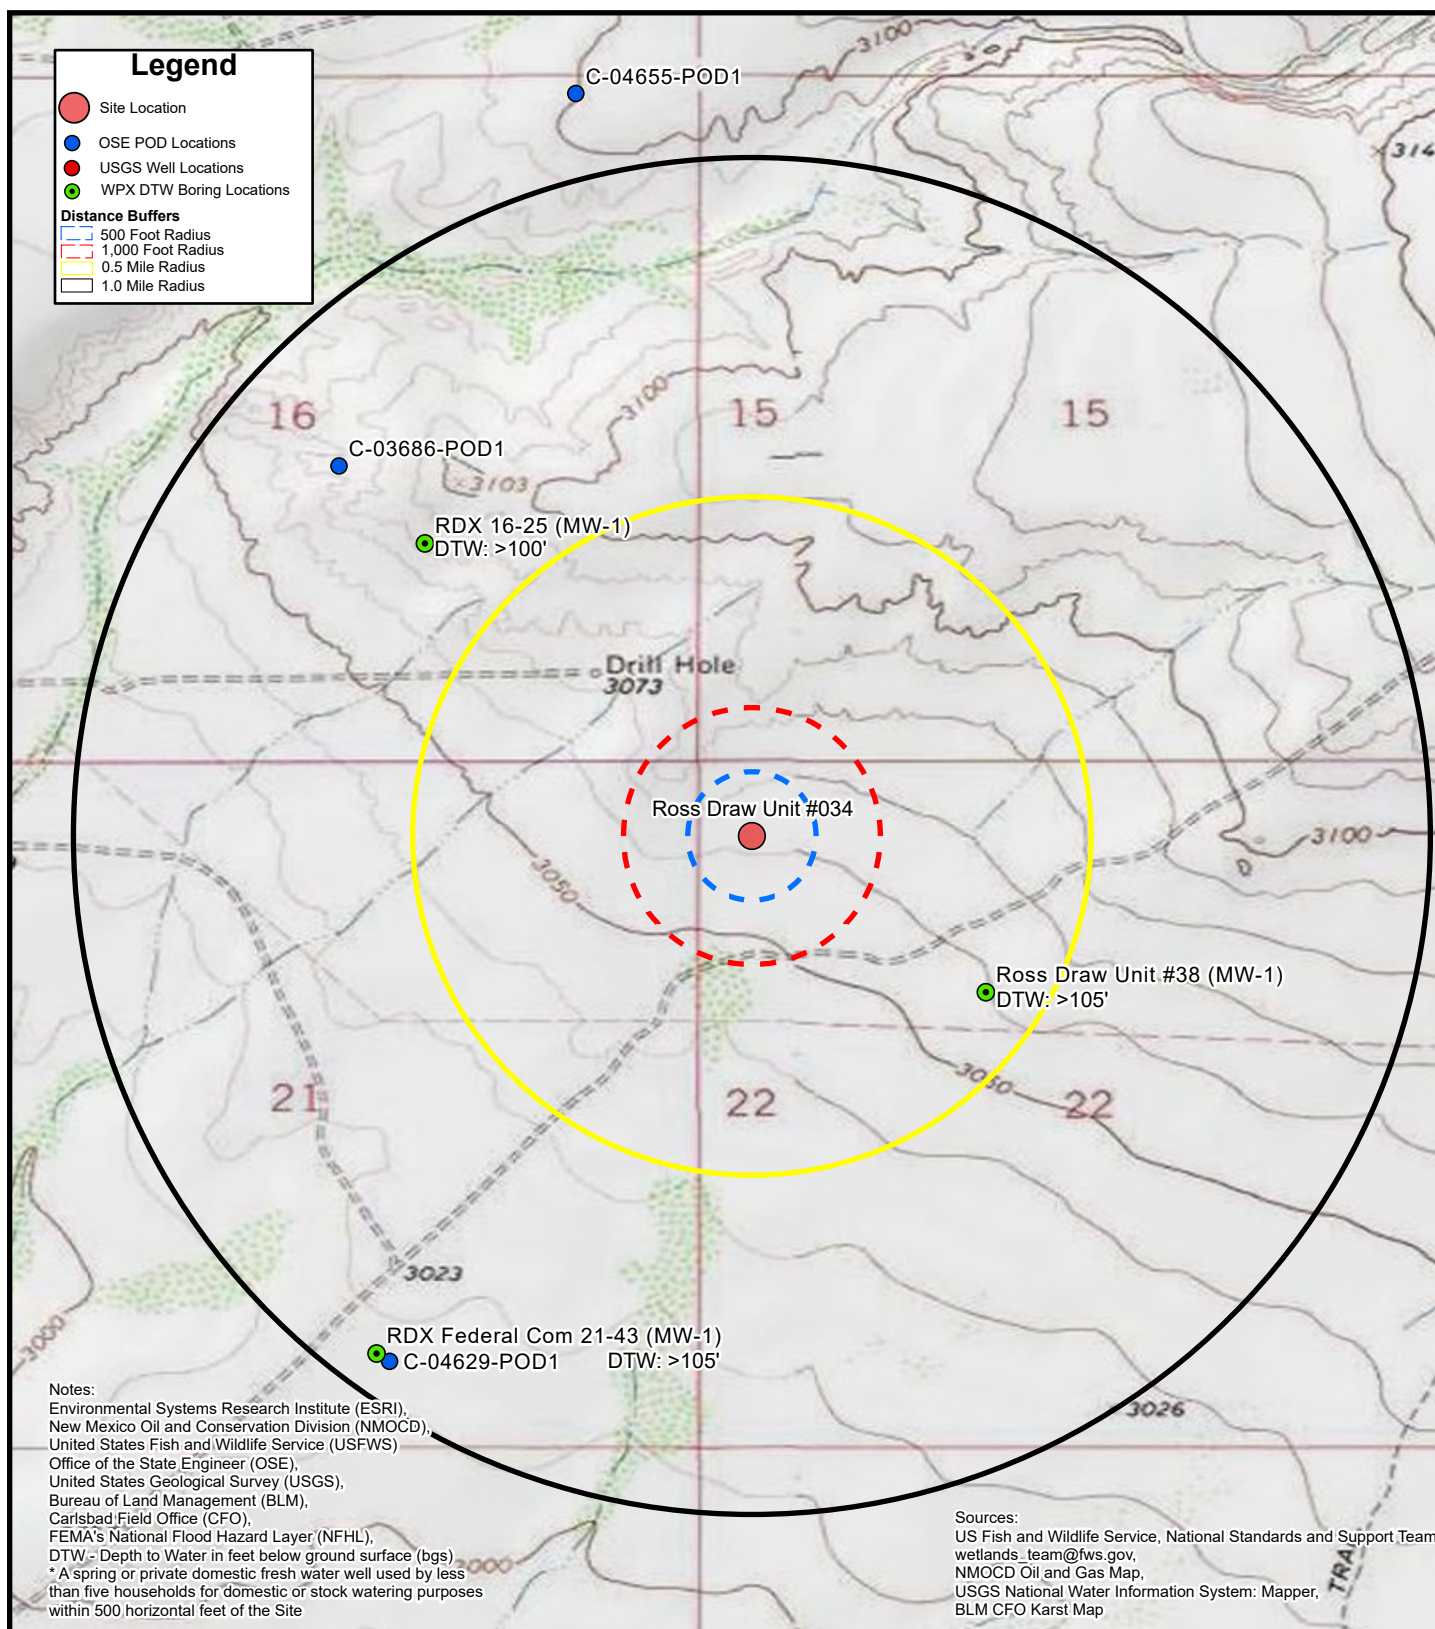 Legend
Site Location
OSE POD Locations
USGS Well Locations
WPX DTW Boring Locations
Distance Buffers
500 Foot Radius
1,000 Foot Radius
0.5 Mile Radius
1.0 Mile Radius
3100
C-04655-POD1
314
16
15
15
3100
C-03686-POD1
×3103
RDX 16-25 (MW-1)
DTW: >100'
Drill Hole
3073
Ross Draw Unit #034
3100
3050
Ross Draw Unit #38 (MW-1)
DTW: >105'
3050
21
22
22
3023
3000
RDX Federal Com 21-43 (MW-1)
C-04629-POD1 DTW: >105'
3026
Notes:
Environmental Systems Research Institute (ESRI),
New Mexico Oil and Conservation Division (NMOCD),
United States Fish and Wildlife Service (USFWS)
Office of the State Engineer (OSE),
United States Geological Survey (USGS),
Bureau of Land Management (BLM),
Carlsbad Field Office (CFO),
FEMA's National Flood Hazard Layer (NFHL),
DTW - Depth to Water in feet below ground surface (bgs)
* A spring or private domestic fresh water well used by less
than five households for domestic or stock watering purposes
within 500 horizontal feet of the Site
Sources:
US Fish and Wildlife Service, National Standards and Support Team
wetlands_team@fws.gov,
NMOCD Oil and Gas Map,
USGS National Water Information System: Mapper,
BLM CFO Karst Map